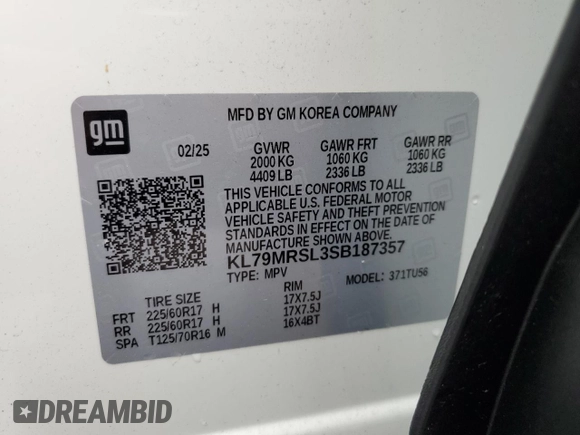 MFD BY GM KOREA COMPANY
gm
02/25 GVWR GAWR FRT GAWR RR
2000 KG 1060 KG 1060 KG
4409 LB 2336 LB 2336 LB
THIS VEHICLE CONFORMS TO ALL
APPLICABLE U.S. FEDERAL MOTOR
VEHICLE SAFETY AND THEFT PREVENTION
STANDARDS IN EFFECT ON THE DATE OF
MANUFACTURE SHOWN ABOVE.
KL79MRSL3SB187357
TYPE: MPV MODEL: 371TU56
TIRE SIZE RIM
FRT 225/60R17 H 17X7.5J
RR 225/60R17 H 17X7.5J
SPA T125/70R16 M 16X4BT
DREAMBID